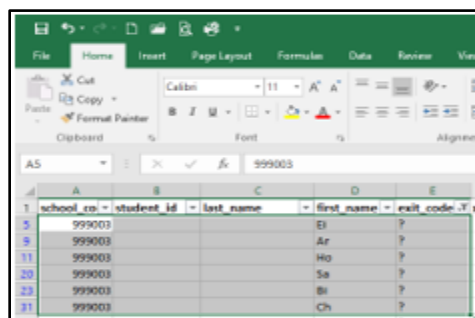 File Home Insert Page Layout Formulas Data Review Vie
Cut
Copy
Format Painter
Paste
Calibri 11 A A
B I U A
Clipboard Font Alignme
A5 fx 999003
A B C D E
1 school_co student_id last_name first_name exit_code
5 999003 El ?
9 999003 Ar ?
11 999003 Ho ?
20 999003 Sa ?
23 999003 Bi ?
31 999003 Ch ?